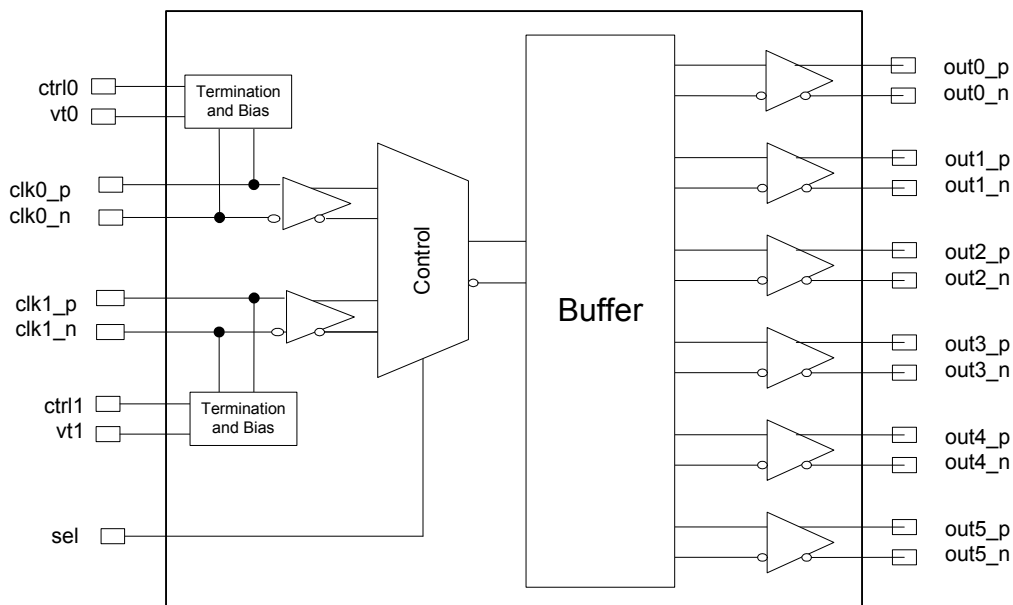 ctrl0
vt0
Termination
and Bias
clk0_p
clk0_n
clk1_p
clk1_n
ctrl1
vt1
Termination
and Bias
sel
Control
Buffer
out0_p
out0_n
out1_p
out1_n
out2_p
out2_n
out3_p
out3_n
out4_p
out4_n
out5_p
out5_n